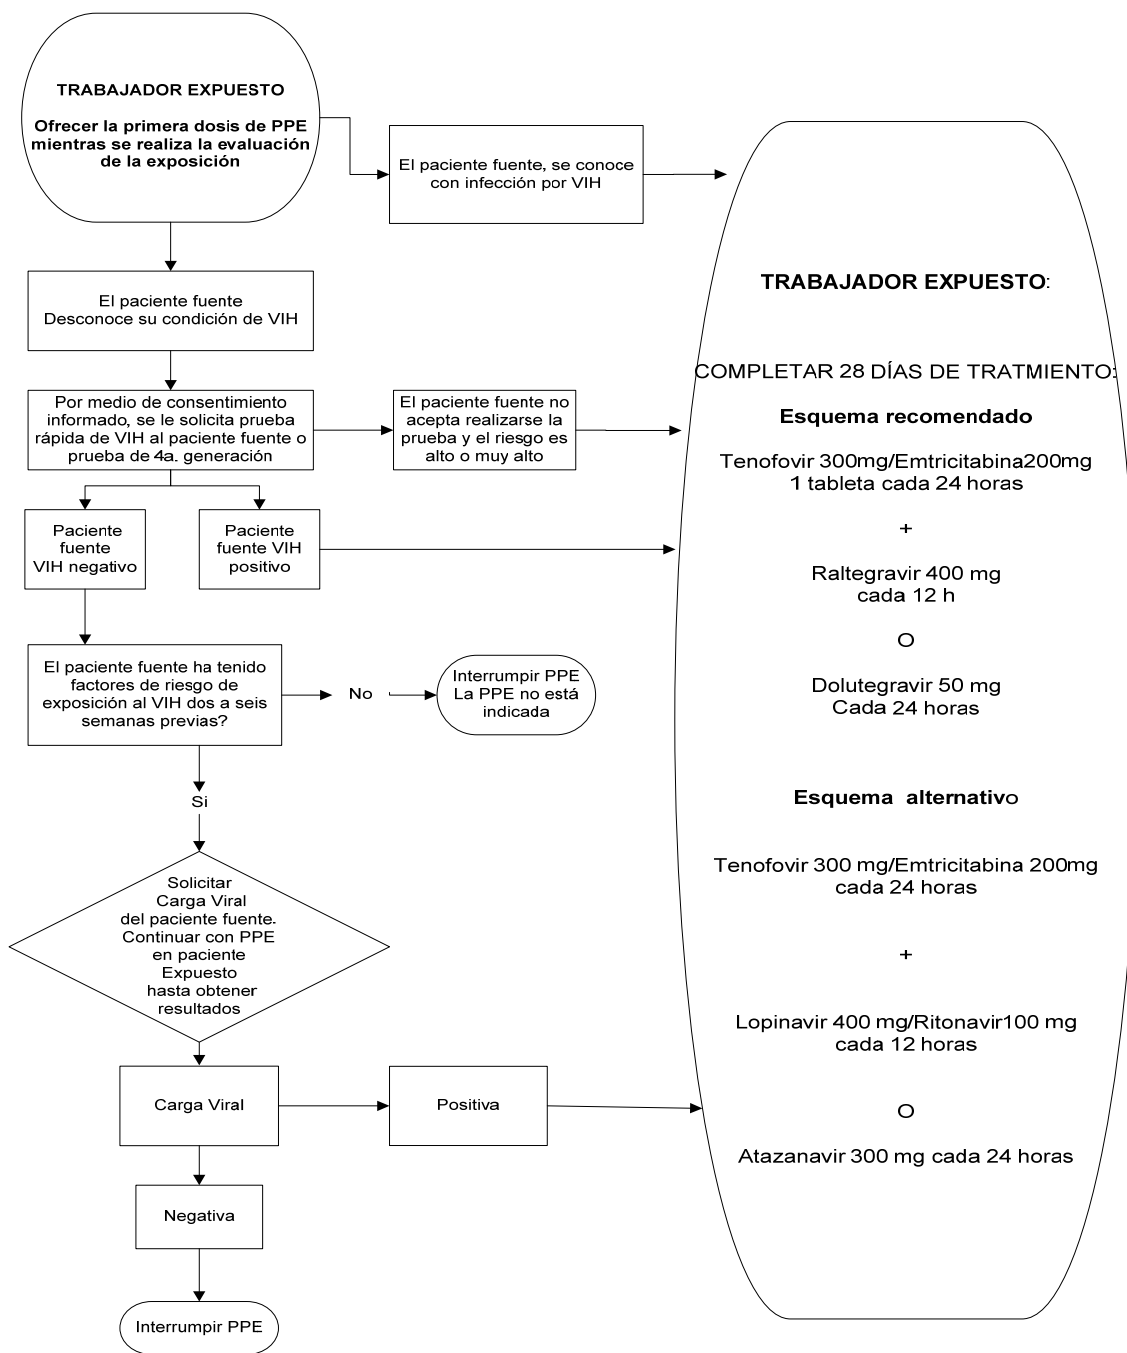 TRABAJADOR EXPUESTO
Ofrecer la primera dosis de PPE
mientras se realiza la evaluación
de la exposición
El paciente fuente, se conoce
con infección por VIH
El paciente fuente
Desconoce su condición de VIH
Por medio de consentimiento
informado, se le solicita prueba
rápida de VIH al paciente fuente o
prueba de 4a. generación
El paciente fuente no
acepta realizarse la
prueba y el riesgo es
alto o muy alto
Paciente
fuente
VIH negativo
Paciente
fuente VIH
positivo
El paciente fuente ha tenido
factores de riesgo de
exposición al VIH dos a seis
semanas previas?
No
Interrumpir PPE
La PPE no está
indicada
Si
Solicitar
Carga Viral
del paciente fuente.
Continuar con PPE
en paciente
Expuesto
hasta obtener
resultados
Carga Viral
Positiva
Negativa
Interrumpir PPE
TRABAJADOR EXPUESTO:
COMPLETAR 28 DÍAS DE TRATMIENTO:
Esquema recomendado
Tenofovir 300mg/Emtricitabina200mg
1 tableta cada 24 horas
+
Raltegravir 400 mg
cada 12 h
O
Dolutegravir 50 mg
Cada 24 horas
Esquema alternativo
Tenofovir 300 mg/Emtricitabina 200mg
cada 24 horas
+
Lopinavir 400 mg/Ritonavir100 mg
cada 12 horas
O
Atazanavir 300 mg cada 24 horas